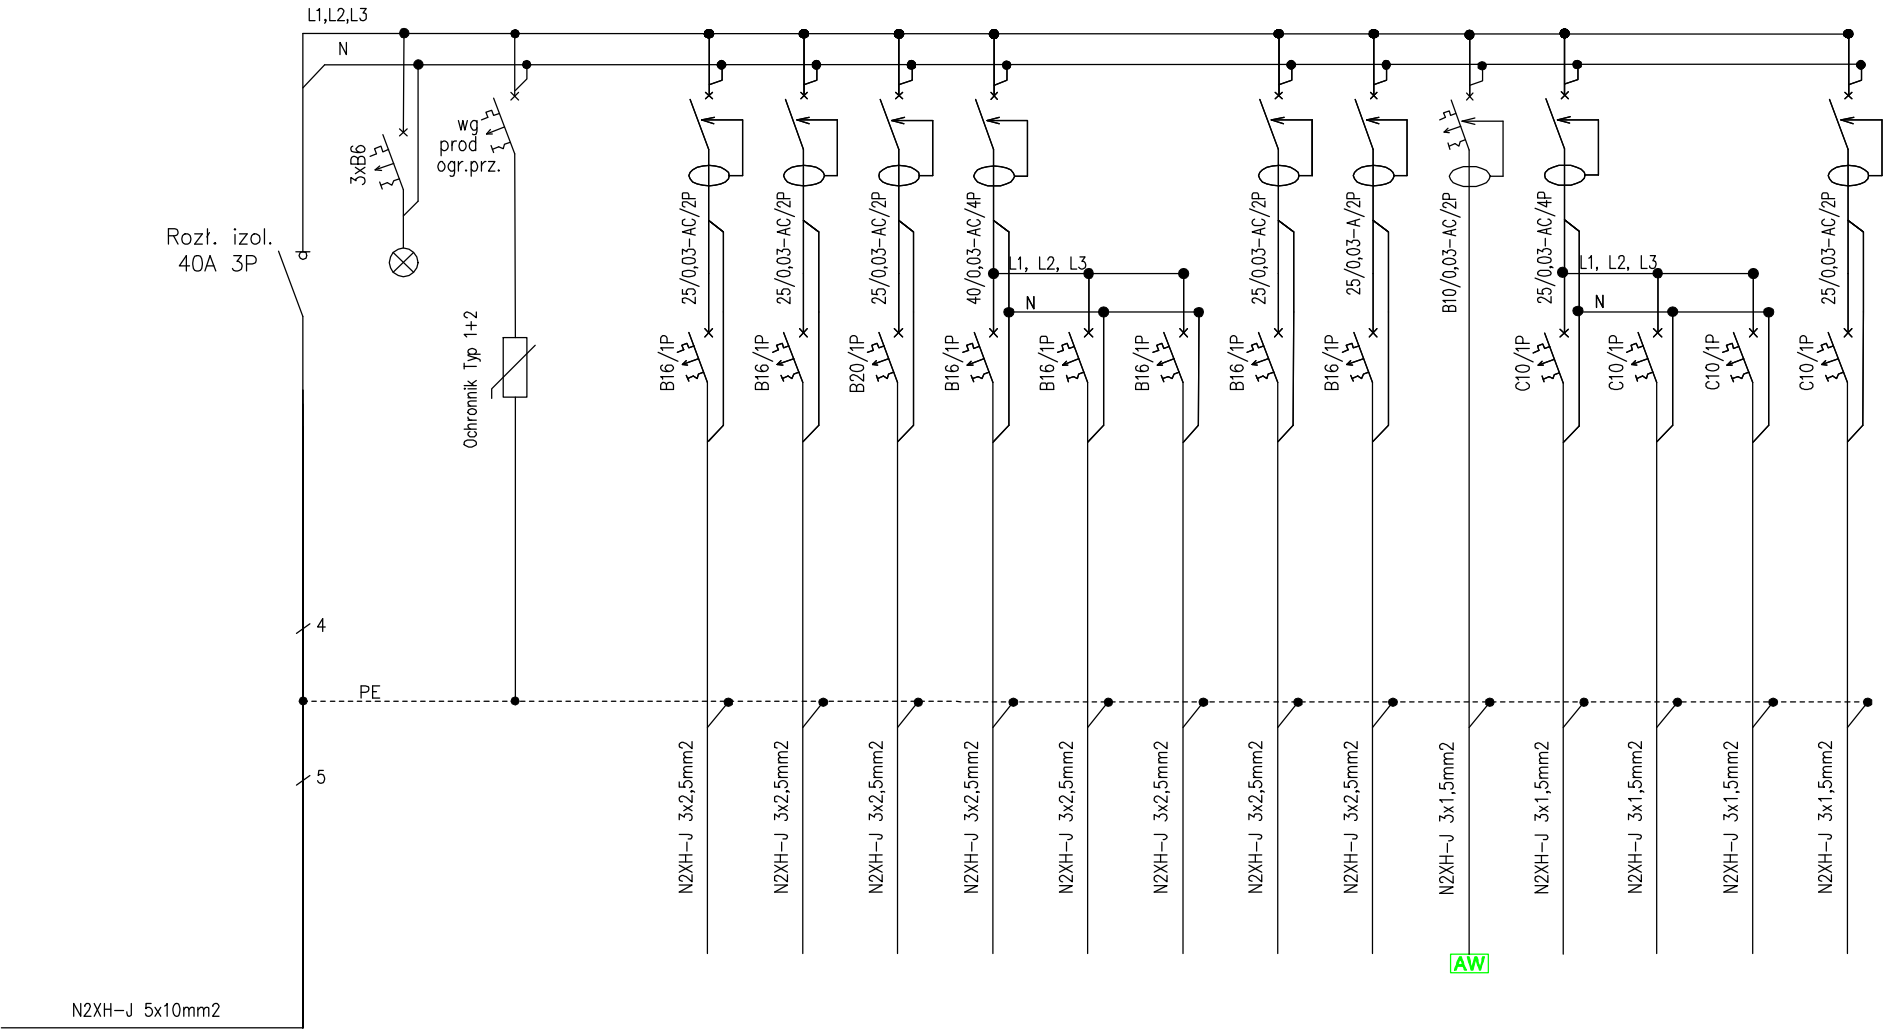 L1,L2,L3
N
3xB6
wg
prod
ogr.prz.
Rozł. izol.
40A 3P
Ochronnik Typ 1+2
25/0,03-AC/2P
25/0,03-AC/2P
25/0,03-AC/2P
40/0,03-AC/4P
25/0,03-AC/2P
25/0,03-A/2P
B10/0,03-AC/2P
25/0,03-AC/4P
25/0,03-AC/2P
L1, L2, L3
N
L1, L2, L3
N
B16/1P
B16/1P
B20/1P
B16/1P
B16/1P
B16/1P
B16/1P
B16/1P
C10/1P
C10/1P
C10/1P
C10/1P
4
PE
5
N2XH-J 3x2,5mm2
N2XH-J 3x2,5mm2
N2XH-J 3x2,5mm2
N2XH-J 3x2,5mm2
N2XH-J 3x2,5mm2
N2XH-J 3x2,5mm2
N2XH-J 3x2,5mm2
N2XH-J 3x2,5mm2
N2XH-J 3x1,5mm2
N2XH-J 3x1,5mm2
N2XH-J 3x1,5mm2
N2XH-J 3x1,5mm2
N2XH-J 3x1,5mm2
AW
N2XH-J 5x10mm2